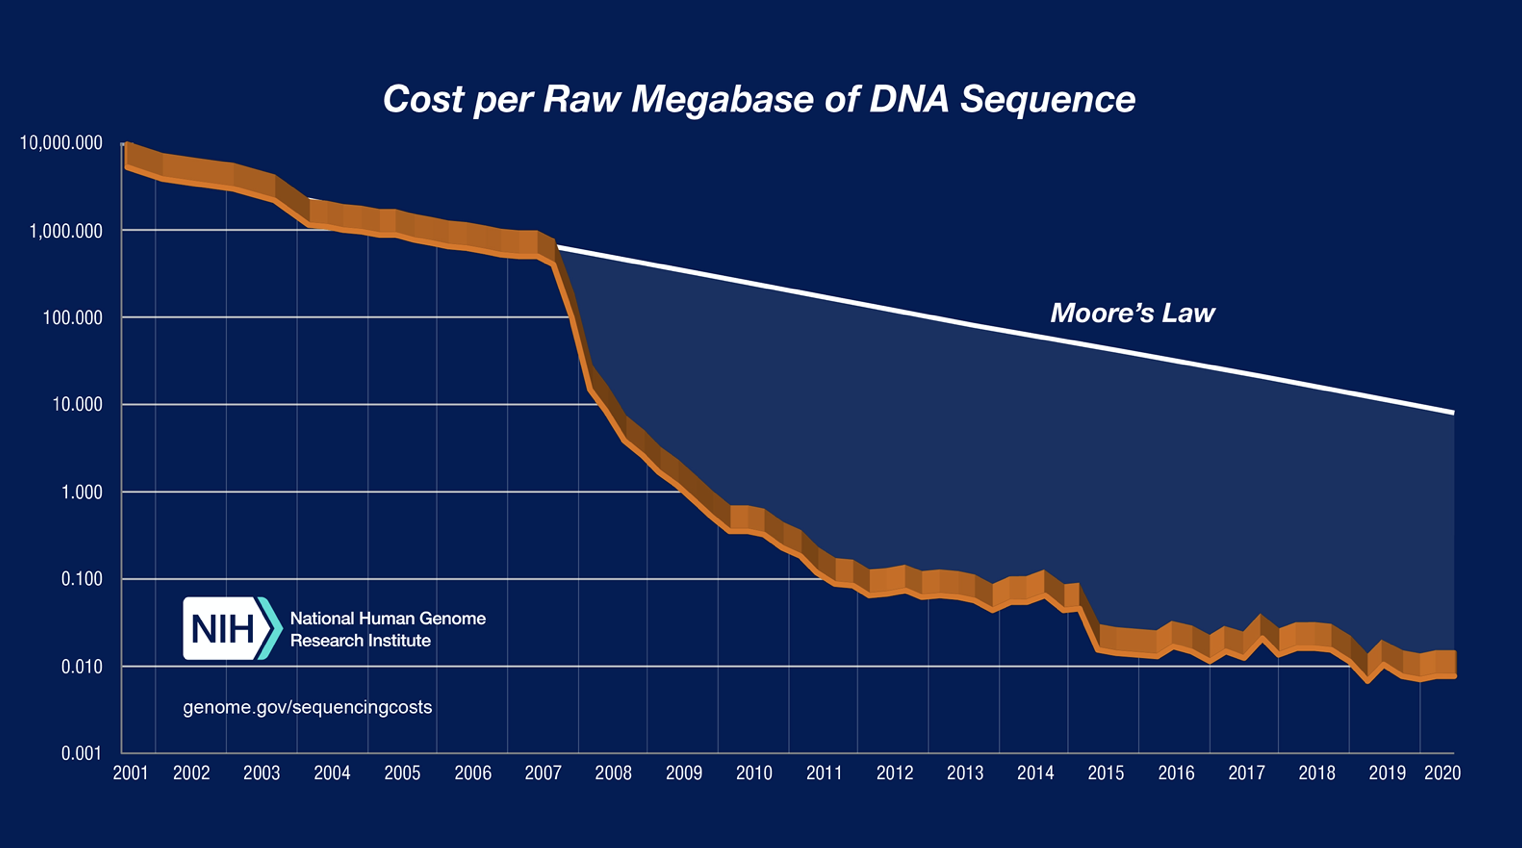 Cost per Raw Megabase of DNA Sequence
10,000.000
1,000.000
100.000
10.000
1.000
0.100
0.010
0.001
Moore's Law
NIH
National Human Genome
Research Institute
genome.gov/sequencingcosts
2001 2002 2003 2004 2005 2006 2007 2008 2009 2010 2011 2012 2013 2014 2015 2016 2017 2018 2019 2020